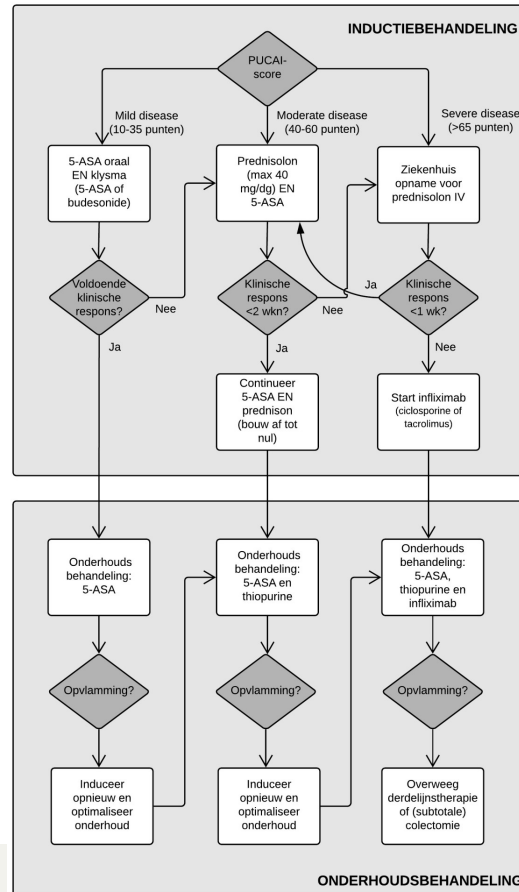 INDUCTIEBEHANDELING
PUCAI-
score
Mild disease
(10-35 punten)
Moderate disease
(40-60 punten)
Severe disease
(>65 punten)
5-ASA oraal
EN klysma
(5-ASA of
budesonide)
Prednisolon
(max 40
mg/dg) EN
5-ASA
Ziekenhuis
opname voor
prednisolon IV
Voldoende
klinische
respons?
Nee
Ja
Klinische
respons
<2 wkn?
Nee
Ja
Klinische
respons
<1 wk?
Ja
Nee
Continueer
5-ASA EN
prednison
(bouw af tot
nul)
Start infliximab
(ciclosporine of
tacrolimus)
Onderhouds
behandeling:
5-ASA
Onderhouds
behandeling:
5-ASA en
thiopurine
Onderhouds
behandeling:
5-ASA,
thiopurine en
infliximab
Opvlamming?
Opvlamming?
Opvlamming?
Induceer
opnieuw en
optimaliseer
onderhoud
Induceer
opnieuw en
optimaliseer
onderhoud
Overweeg
derdelijnstherapie
of (subtotale)
colectomie
ONDERHOUDSBEHANDELING